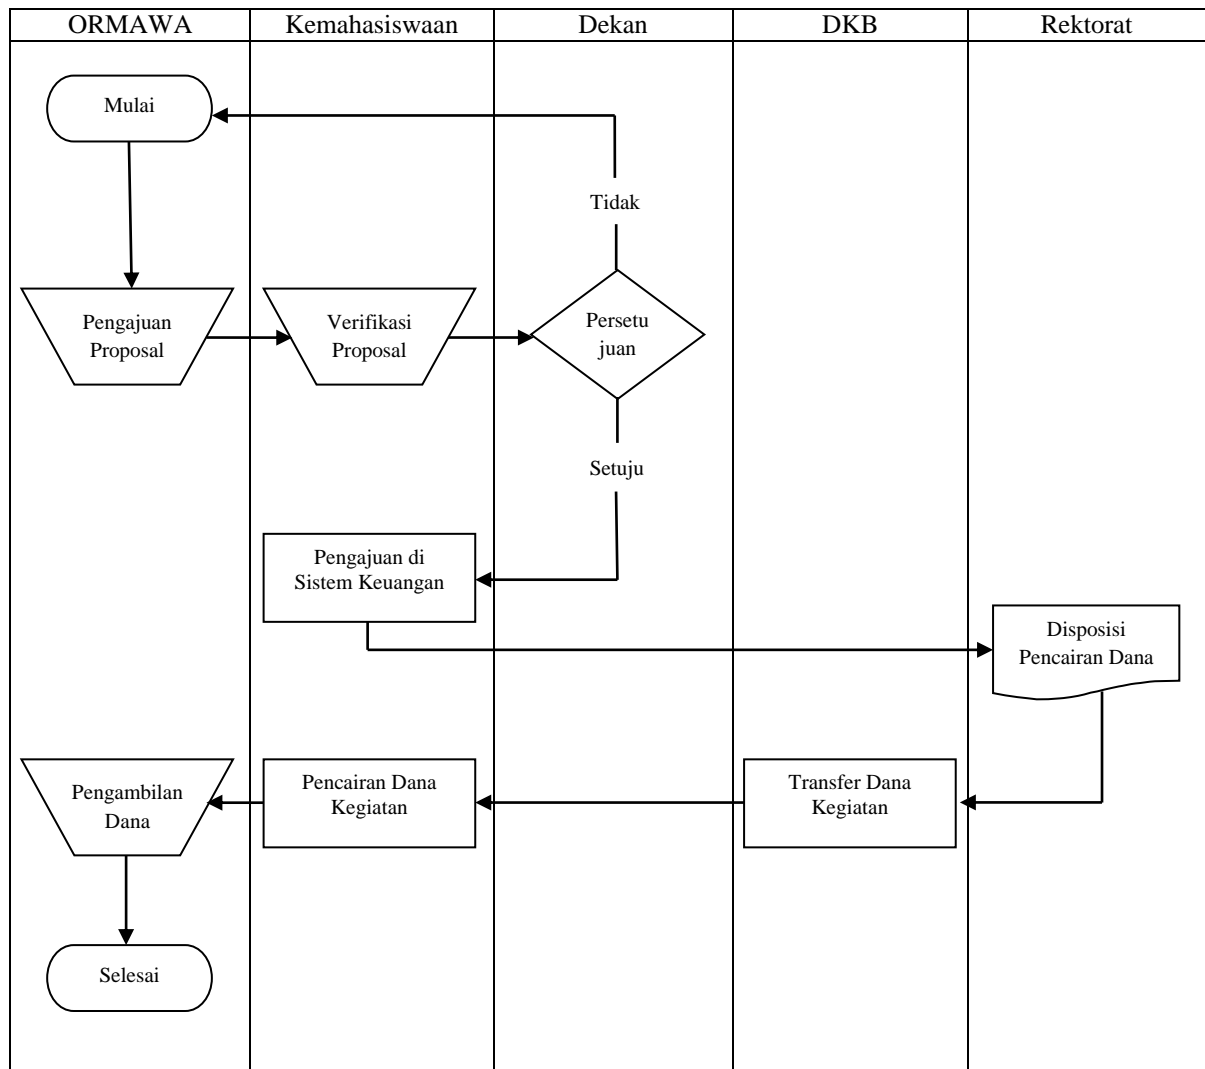 ORMAWA
Kemahasiswaan
Dekan
DKB
Rektorat
Mulai
Tidak
Pengajuan
Proposal
Verifikasi
Proposal
Persetu
juan
Setuju
Pengajuan di
Sistem Keuangan
Disposisi
Pencairan Dana
Pengambilan
Dana
Pencairan Dana
Kegiatan
Transfer Dana
Kegiatan
Selesai